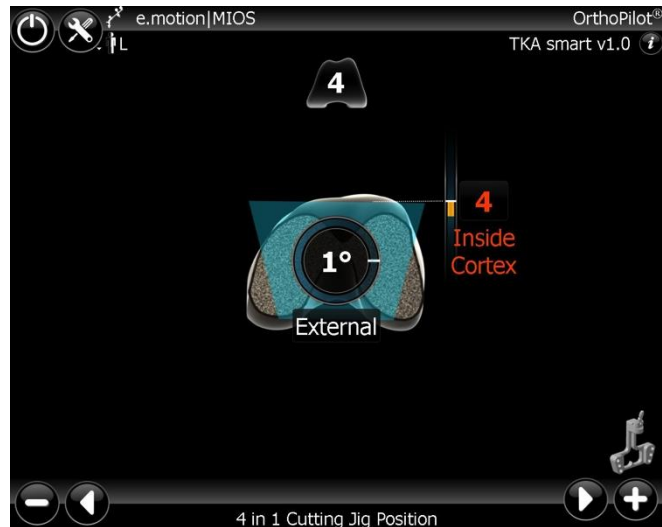 e.motion|MIOS OrthoPilot®
L TKA smart v1.0 i
4
4
Inside
Cortex
1°
External
4 in 1 Cutting Jig Position